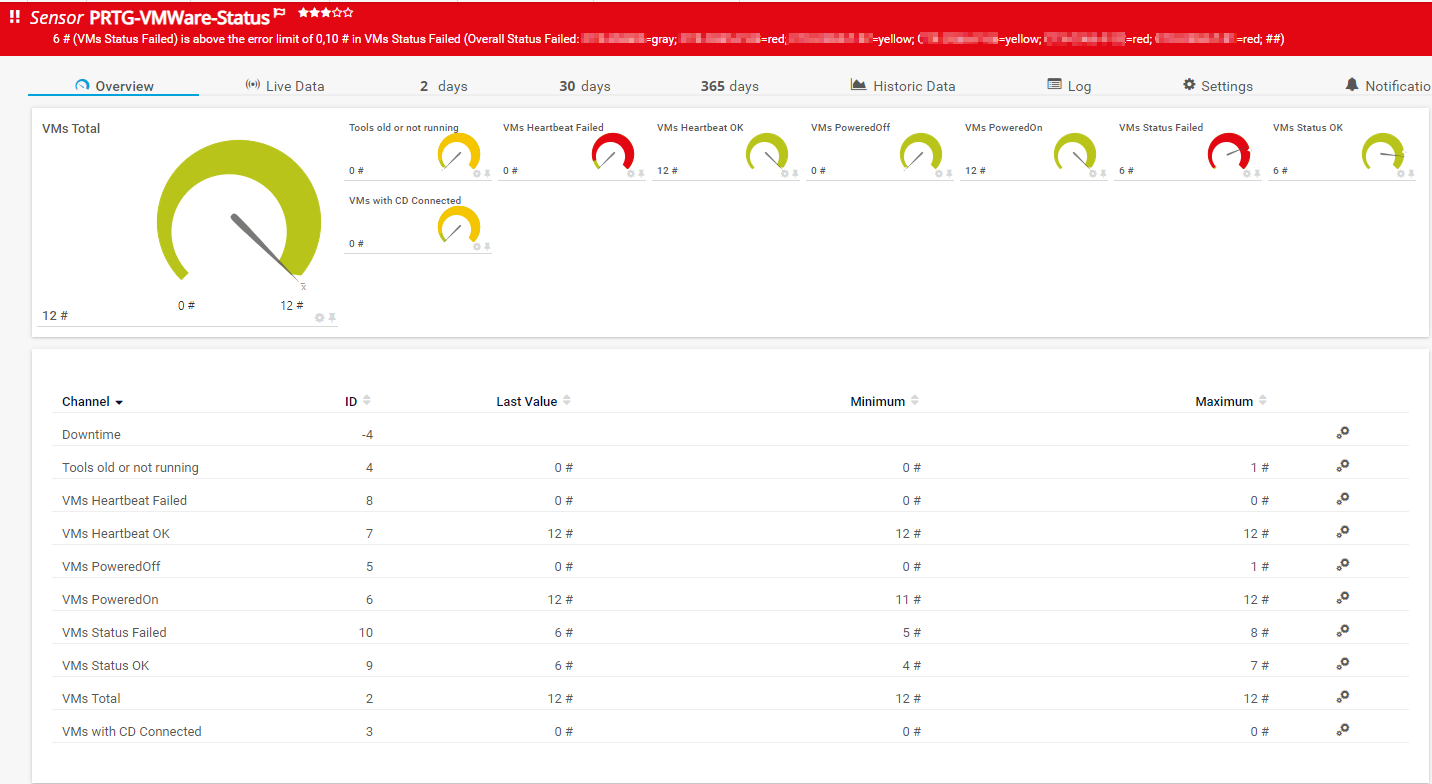 !! Sensor PRTG-VMWare-Status
6 # (VMs Status Failed) is above the error limit of 0,10 # in VMs Status Failed (Overall Status Failed: =gray; =red; =yellow; =yellow; =red; =red; ##)
Overview Live Data 2 days 30 days 365 days Historic Data Log Settings Notificatio
VMs Total
12 #
0 # 12 #
Tools old or not running
0 #
VMs Heartbeat Failed
0 #
VMs Heartbeat OK
12 #
VMs PoweredOff
0 #
VMs PoweredOn
12 #
VMs Status Failed
6 #
VMs Status OK
6 #
VMs with CD Connected
0 #
Channel ID Last Value Minimum Maximum
Downtime -4
Tools old or not running 4 0 # 0 # 1 #
VMs Heartbeat Failed 8 0 # 0 # 0 #
VMs Heartbeat OK 7 12 # 12 # 12 #
VMs PoweredOff 5 0 # 0 # 1 #
VMs PoweredOn 6 12 # 11 # 12 #
VMs Status Failed 10 6 # 5 # 8 #
VMs Status OK 9 6 # 4 # 7 #
VMs Total 2 12 # 12 # 12 #
VMs with CD Connected 3 0 # 0 # 0 #